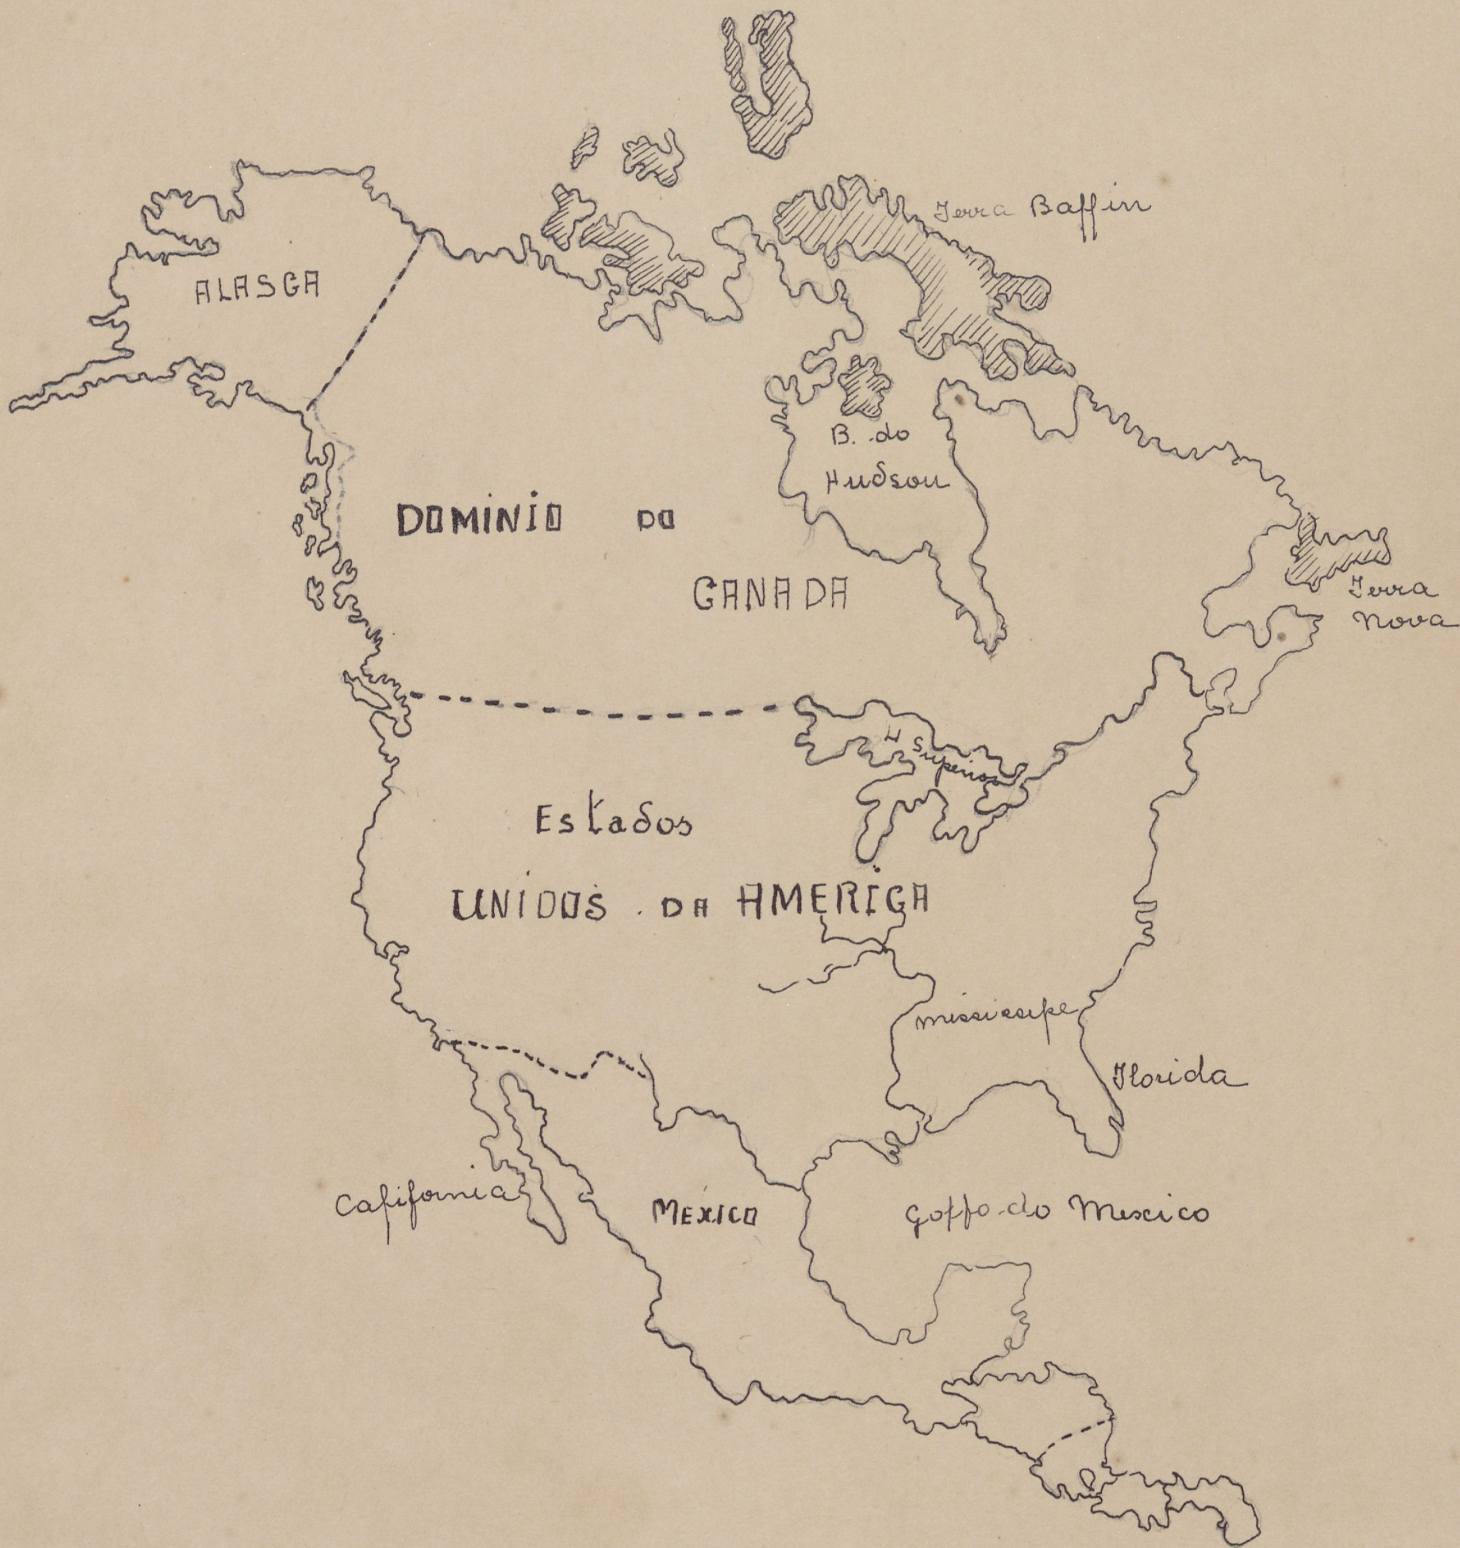 Terra Baffin
ALASCA
B. do
Hudson
DOMINIO DO
CANADA
Terra
Nova
L Superior
Estados
UNIDOS DA AMERICA
Mississipe
Florida
California
MEXICO
Golfo do Mexico